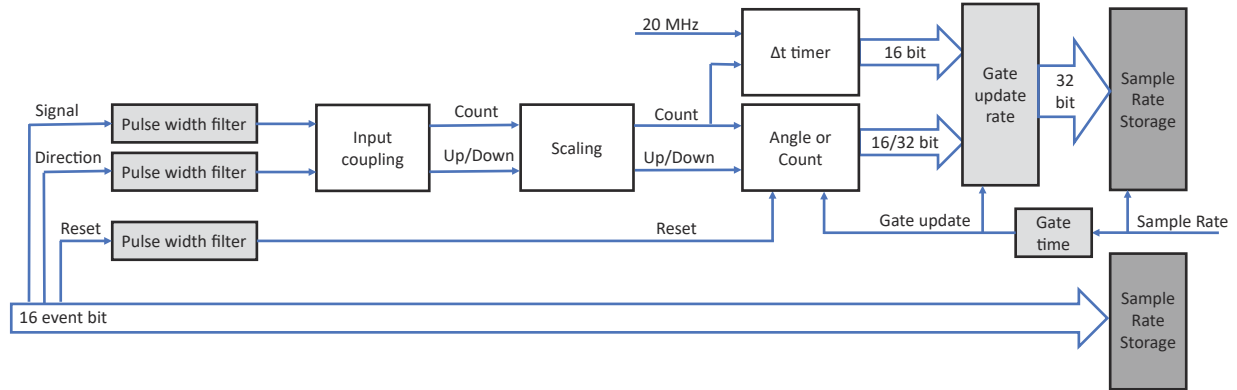 20 MHz
Δt timer
16 bit
Gate
update
rate
32
bit
Sample
Rate
Storage
Signal
Pulse width filter
Direction
Pulse width filter
Input
coupling
Count
Up/Down
Scaling
Count
Up/Down
Angle or
Count
16/32 bit
Reset
Pulse width filter
Reset
Gate update
Gate
time
Sample Rate
16 event bit
Sample
Rate
Storage